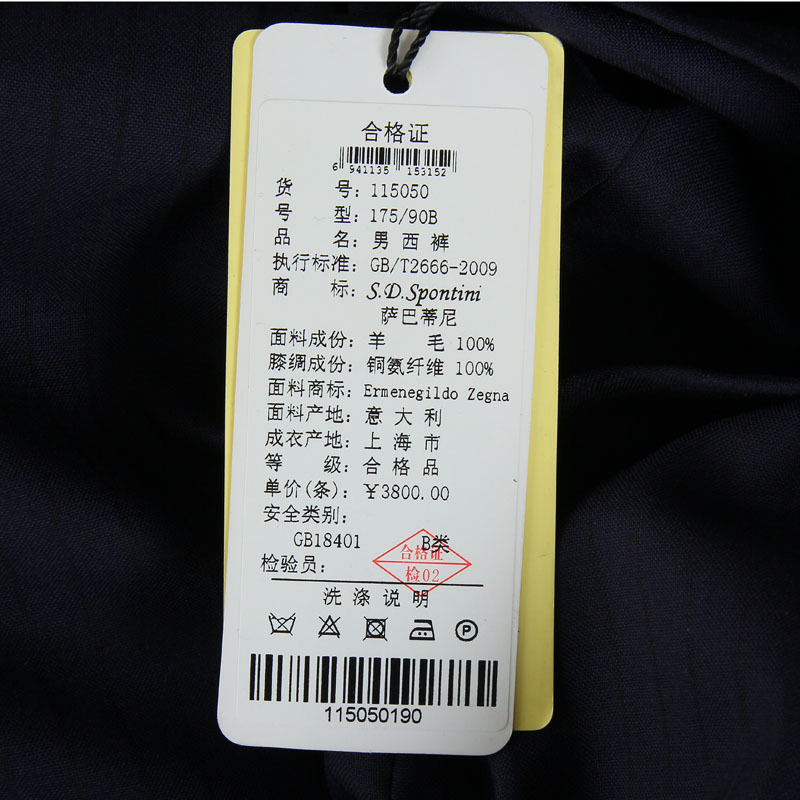 合格证
6 941135 153152
货 号: 115050
号 型: 175/90B
品 名: 男西裤
执行标准: GB/T2666-2009
商 标: S.D.Spontini
萨巴蒂尼
面料成份: 羊 毛 100%
膝绸成份: 铜氨纤维 100%
面料商标: Ermenegildo Zegna
面料产地: 意大利
成衣产地: 上海市
等 级: 合格品
单价(条): ¥3800.00
安全类别:
GB18401 B类
检验员:
合格证
检02
洗涤说明
P
115050190